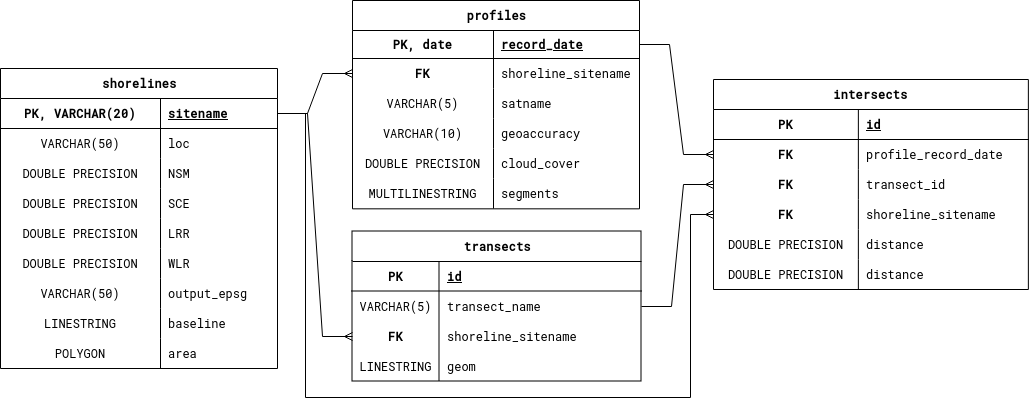 shorelines
PK, VARCHAR(20) sitename
VARCHAR(50) loc
DOUBLE PRECISION NSM
DOUBLE PRECISION SCE
DOUBLE PRECISION LRR
DOUBLE PRECISION WLR
VARCHAR(50) output_epsg
LINESTRING baseline
POLYGON area
profiles
PK, date record_date
FK shoreline_sitename
VARCHAR(5) satname
VARCHAR(10) geoaccuracy
DOUBLE PRECISION cloud_cover
MULTILINESTRING segments
transects
PK id
VARCHAR(5) transect_name
FK shoreline_sitename
LINESTRING geom
intersects
PK id
FK profile_record_date
FK transect_id
FK shoreline_sitename
DOUBLE PRECISION distance
DOUBLE PRECISION distance